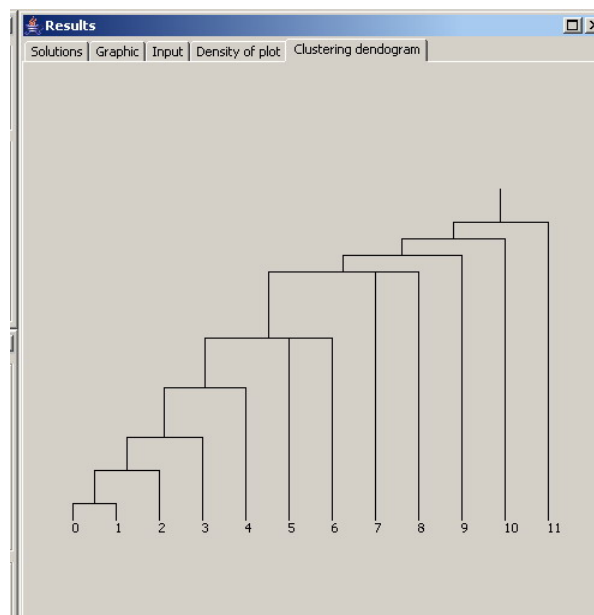 Results
Solutions Graphic Input Density of plot Clustering dendogram
0 1 2 3 4 5 6 7 8 9 10 11